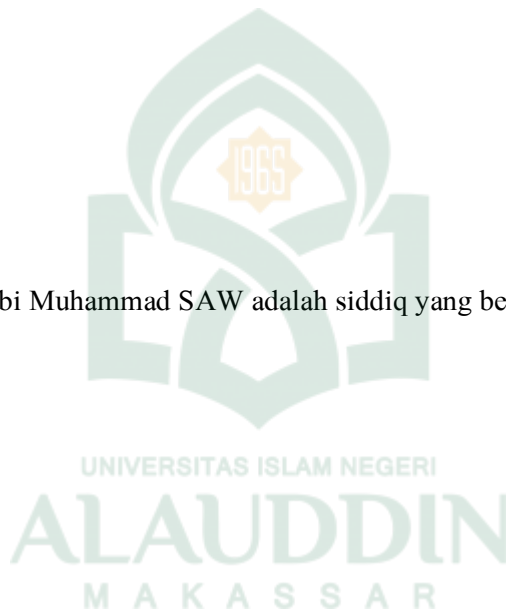 1965
bi Muhammad SAW adalah siddiq yang be
UNIVERSITAS ISLAM NEGERI
ALAUDDIN
MAKASSAR